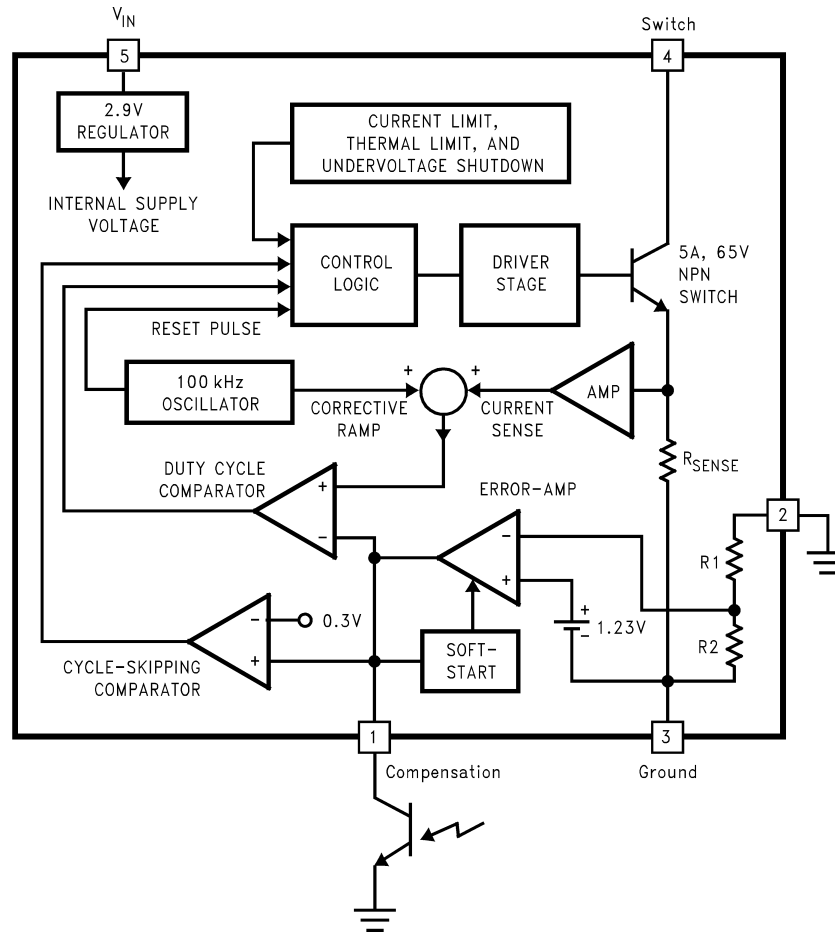 VIN
Switch
5
4
2.9V
REGULATOR
CURRENT LIMIT,
THERMAL LIMIT, AND
UNDERVOLTAGE SHUTDOWN
INTERNAL SUPPLY
VOLTAGE
CONTROL
LOGIC
DRIVER
STAGE
5A, 65V
NPN
SWITCH
RESET PULSE
100 kHz
OSCILLATOR
+
+
CORRECTIVE
RAMP
CURRENT
SENSE
AMP
RSENSE
DUTY CYCLE
COMPARATOR
+
−
ERROR-AMP
−
+
2
R1
R2
+
−
1.23V
−
+
0.3V
CYCLE-SKIPPING
COMPARATOR
SOFT-
START
1
3
Compensation
Ground